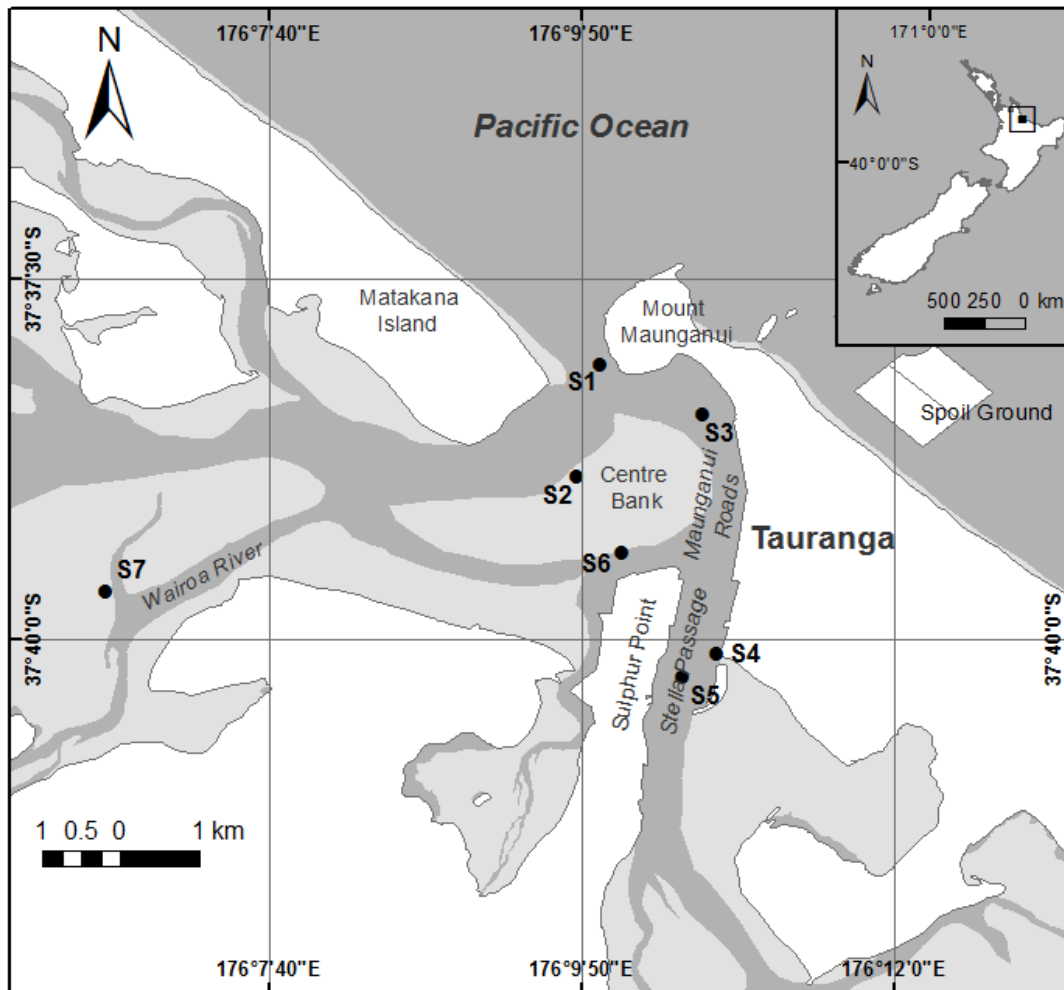 176°7'40"E
176°9'50"E
171°0'0"E
N
N
Pacific Ocean
40°0'0"S
37°37'30"S
Matakana
Island
Mount
Maunganui
500 250 0 km
S1
Spoil Ground
S3
Centre
Bank
S2
Maunganui
Roads
Tauranga
S6
S7
Wairoa River
37°40'0"S
37°40'0"S
Sulphur Point
Stella Passage
S4
S5
1 0.5 0 1 km
176°7'40"E
176°9'50"E
176°12'0"E